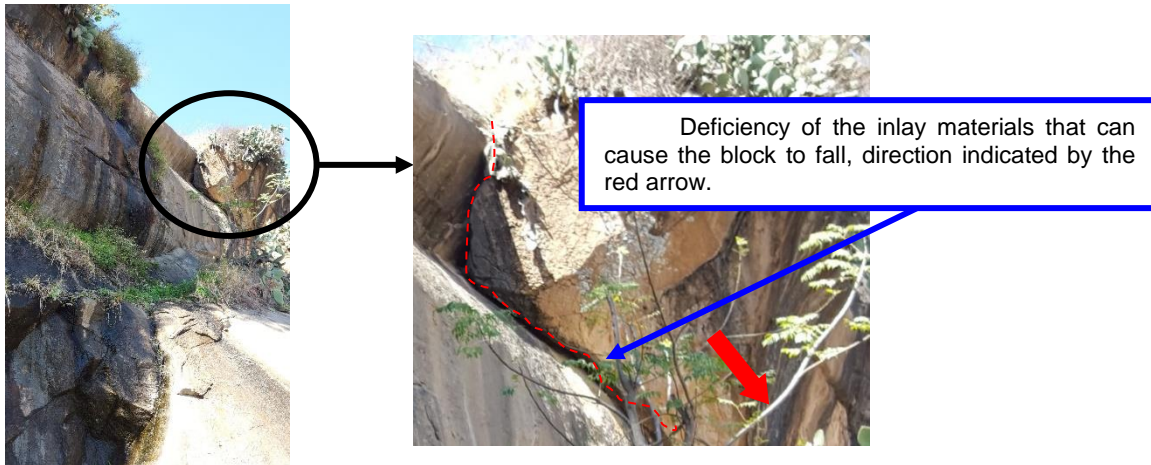 Deficiency of the inlay materials that can
cause the block to fall, direction indicated by the
red arrow.